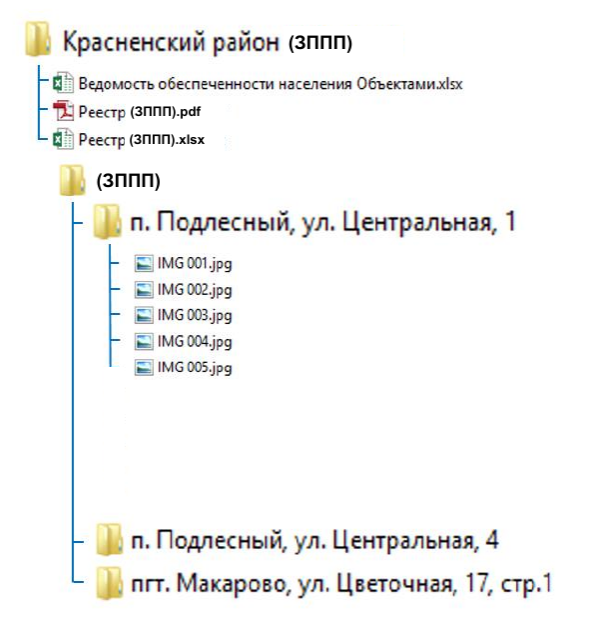 Красненский район (ЗППП)
Ведомость обеспеченности населения Объектами.xlsx
Реестр (ЗППП).pdf
Реестр (ЗППП).xlsx
(ЗППП)
п. Подлесный, ул. Центральная, 1
IMG 001.jpg
IMG 002.jpg
IMG 003.jpg
IMG 004.jpg
IMG 005.jpg
п. Подлесный, ул. Центральная, 4
пгт. Макарово, ул. Цветочная, 17, стр.1